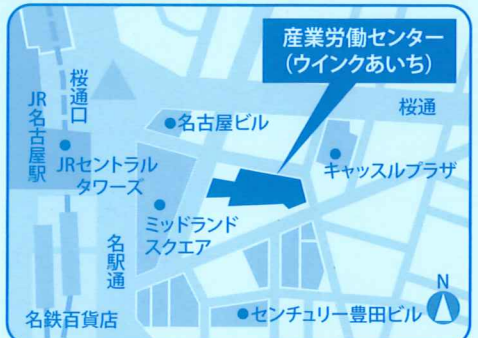 産業労働センター
(ウインクあいち)
桜通口
JR名古屋駅
桜通
名古屋ビル
JRセントラル
タワーズ
キャッスルプラザ
ミッドランド
スクエア
名駅通
名鉄百貨店
センチュリー豊田ビル
N